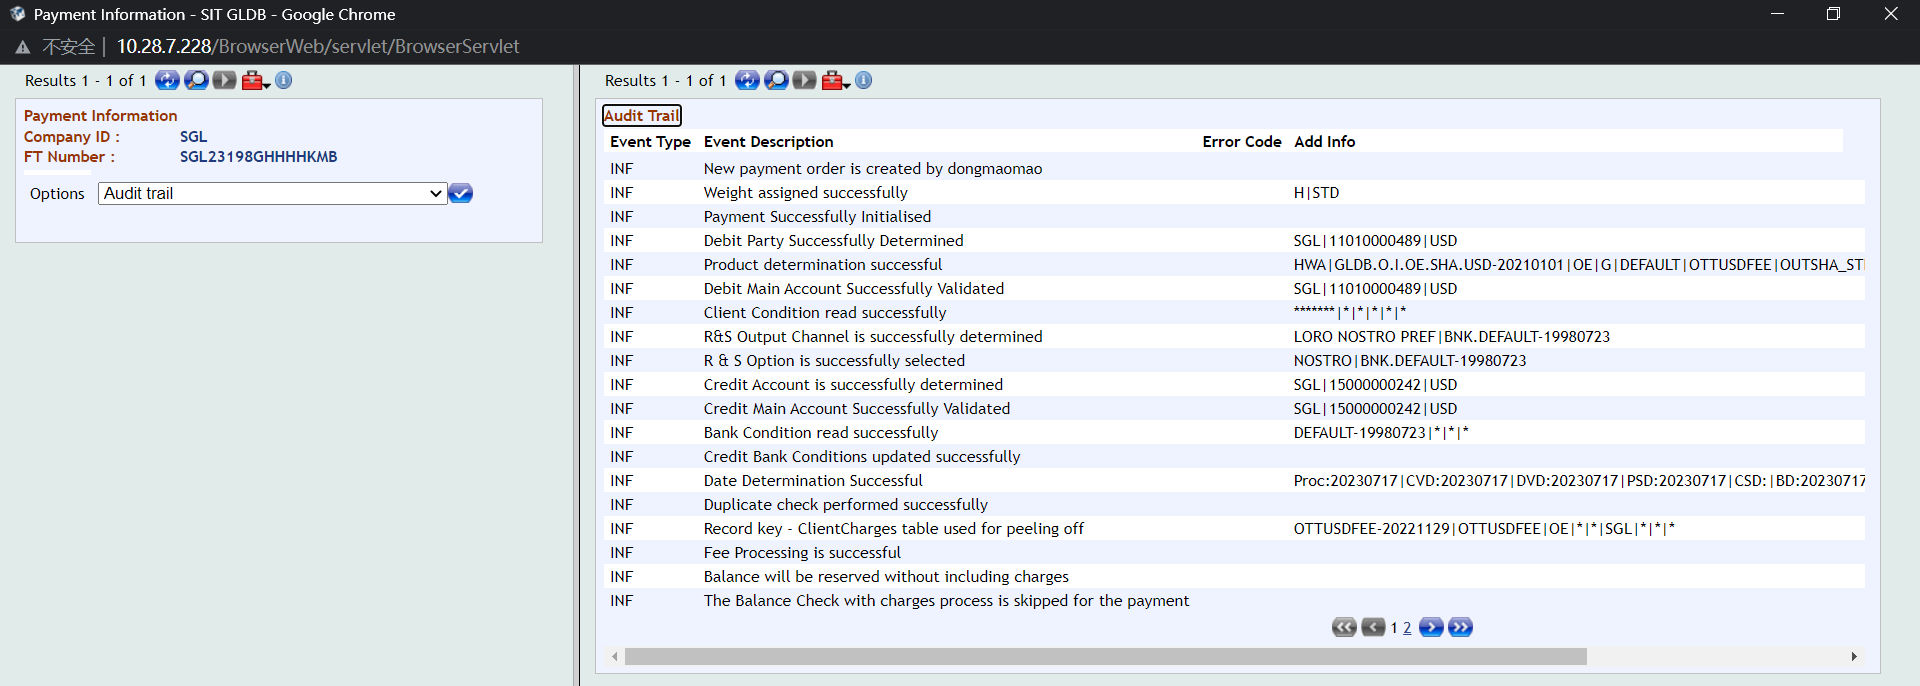 Payment Information - SIT GLDB - Google Chrome
不安全 | 10.28.7.228/BrowserWeb/servlet/BrowserServlet
Results 1 - 1 of 1
Payment Information
Company ID : SGL
FT Number : SGL23198GHHHHKMB
Options Audit trail
Results 1 - 1 of 1
Audit Trail
Event Type Event Description Error Code Add Info
INF New payment order is created by dongmaomao
INF Weight assigned successfully H|STD
INF Payment Successfully Initialised
INF Debit Party Successfully Determined SGL|11010000489|USD
INF Product determination successful HWA|GLDB.O.I.OE.SHA.USD-20210101|OE|G|DEFAULT|OTTUSDFEE|OUTSHA_ST
INF Debit Main Account Successfully Validated SGL|11010000489|USD
INF Client Condition read successfully *******|*|*|*|*|*
INF R&S Output Channel is successfully determined LORO NOSTRO PREF|BNK.DEFAULT-19980723
INF R & S Option is successfully selected NOSTRO|BNK.DEFAULT-19980723
INF Credit Account is successfully determined SGL|15000000242|USD
INF Credit Main Account Successfully Validated SGL|15000000242|USD
INF Bank Condition read successfully DEFAULT-19980723|*|*|*
INF Credit Bank Conditions updated successfully
INF Date Determination Successful Proc:20230717|CVD:20230717|DVD:20230717|PSD:20230717|CSD:|BD:20230717
INF Duplicate check performed successfully
INF Record key - ClientCharges table used for peeling off OTTUSDFEE-20221129|OTTUSDFEE|OE|*|*|SGL|*|*|*
INF Fee Processing is successful
INF Balance will be reserved without including charges
INF The Balance Check with charges process is skipped for the payment
1 2